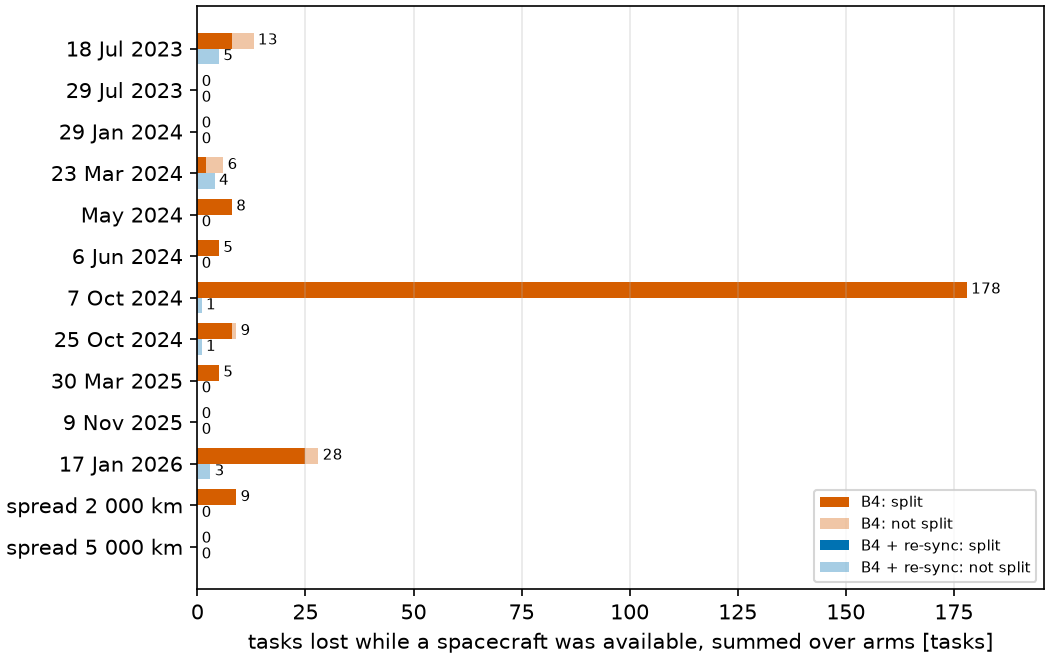 18 Jul 2023 13
5
29 Jul 2023 0
0
29 Jan 2024 0
0
23 Mar 2024 6
4
May 2024 8
0
6 Jun 2024 5
0
7 Oct 2024 178
1
25 Oct 2024 9
1
30 Mar 2025 5
0
9 Nov 2025 0
0
17 Jan 2026 28
3
spread 2 000 km 9
0
spread 5 000 km 0
0
B4: split
B4: not split
B4 + re-sync: split
B4 + re-sync: not split
0 25 50 75 100 125 150 175
tasks lost while a spacecraft was available, summed over arms [tasks]